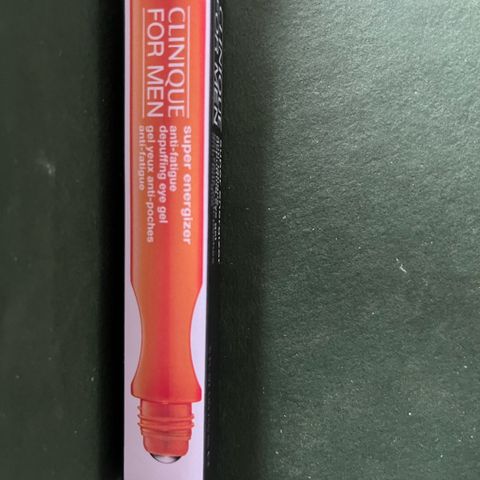 CLINIQUE
FOR MEN
super energizer
anti-fatigue
depuffing eye gel
gel yeux anti-poches
anti-fatigue